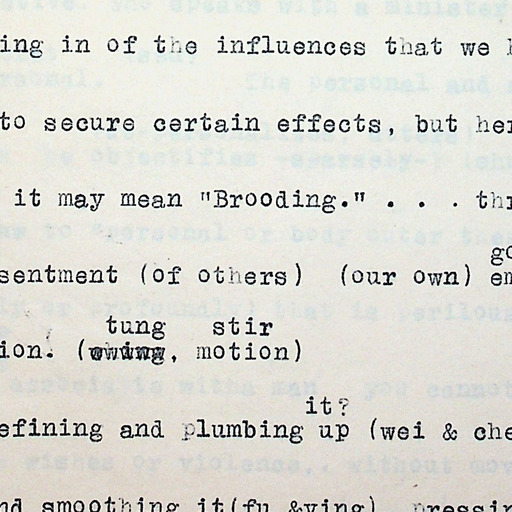 ing in of the influences that we
to secure certain effects, but her
it may mean "Brooding." . . . thr
go
sentment (of others) (our own) em
tung stir
ion. (, motion)
it?
efining and plumbing up (wei & che
nd smoothing it(fu &ying) pressin